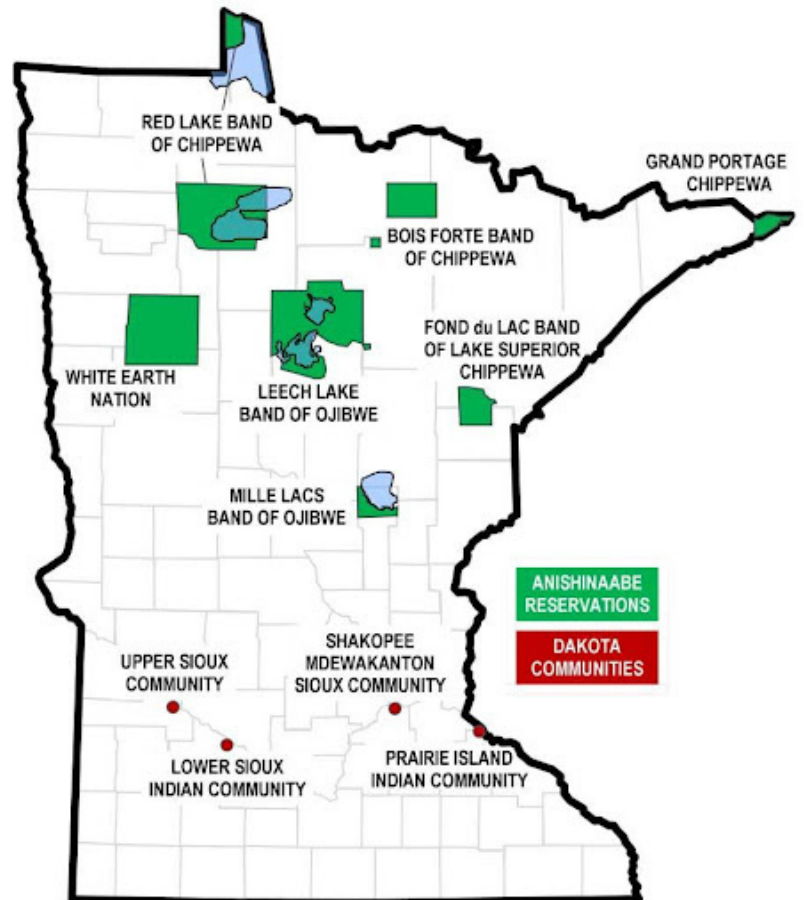 RED LAKE BAND
OF CHIPPEWA
GRAND PORTAGE
CHIPPEWA
BOIS FORTE BAND
OF CHIPPEWA
FOND du LAC BAND
OF LAKE SUPERIOR
CHIPPEWA
WHITE EARTH
NATION
LEECH LAKE
BAND OF OJIBWE
MILLE LACS
BAND OF OJIBWE
ANISHINAABE
RESERVATIONS
DAKOTA
COMMUNITIES
UPPER SIOUX
COMMUNITY
SHAKOPEE
MDEWAKANTON
SIOUX COMMUNITY
LOWER SIOUX
INDIAN COMMUNITY
PRAIRIE ISLAND
INDIAN COMMUNITY